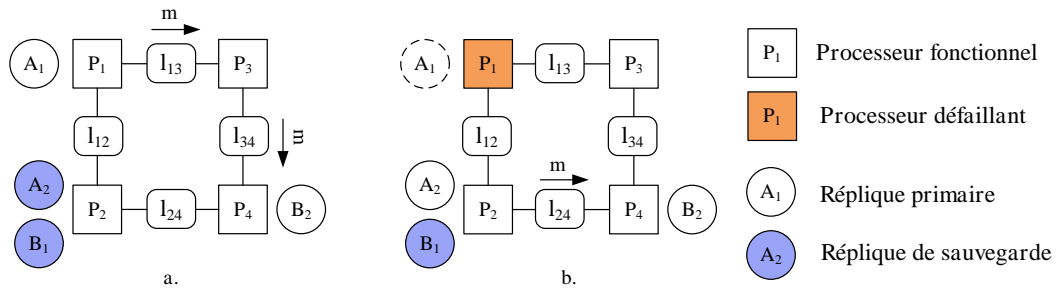 m
A₁ P₁ l₁₃ P₃
l₁₂ l₃₄ m
A₂
B₁ P₂ l₂₄ P₄ B₂
a.
A₁ P₁ l₁₃ P₃
l₁₂ l₃₄
m
A₂
B₁ P₂ l₂₄ P₄ B₂
b.
P₁ Processeur fonctionnel
P₁ Processeur défaillant
A₁ Réplique primaire
A₂ Réplique de sauvegarde